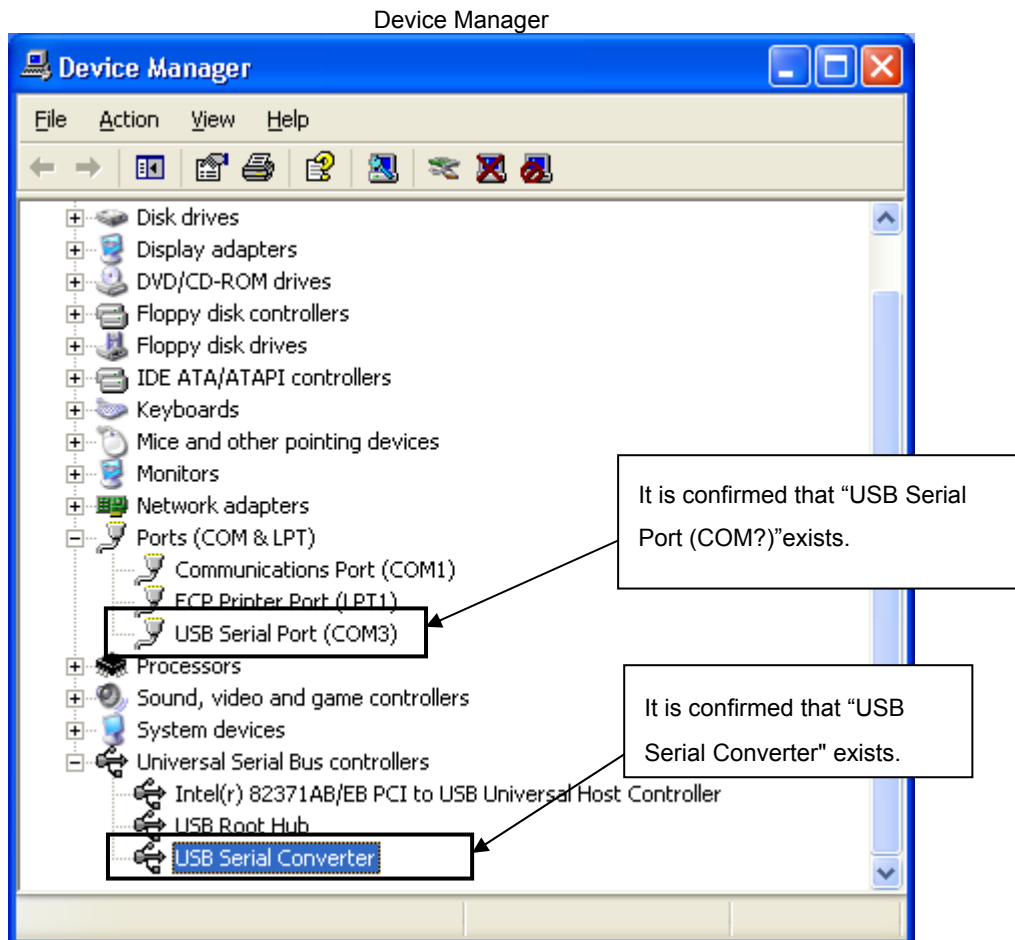 Device Manager
Device Manager
File Action View Help
Disk drives
Display adapters
DVD/CD-ROM drives
Floppy disk controllers
Floppy disk drives
IDE ATA/ATAPI controllers
Keyboards
Mice and other pointing devices
Monitors
Network adapters
Ports (COM & LPT)
Communications Port (COM1)
ECP Printer Port (LPT1)
USB Serial Port (COM3)
Processors
Sound, video and game controllers
System devices
Universal Serial Bus controllers
Intel(r) 82371AB/EB PCI to USB Universal Host Controller
USB Root Hub
USB Serial Converter
It is confirmed that “USB Serial
Port (COM?)”exists.
It is confirmed that “USB
Serial Converter" exists.